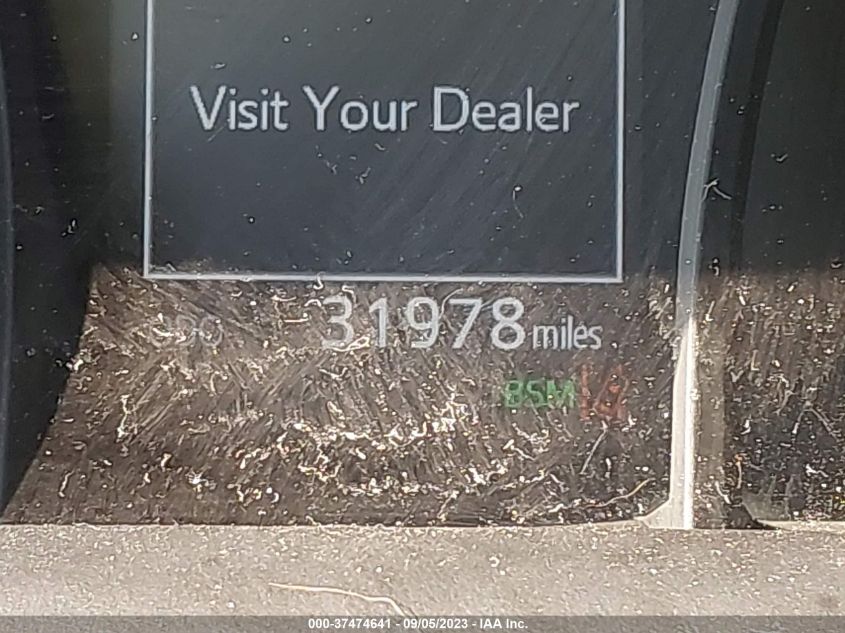 Visit Your Dealer
31978 miles
BSM
000-37474641 - 09/05/2023 - IAA Inc.